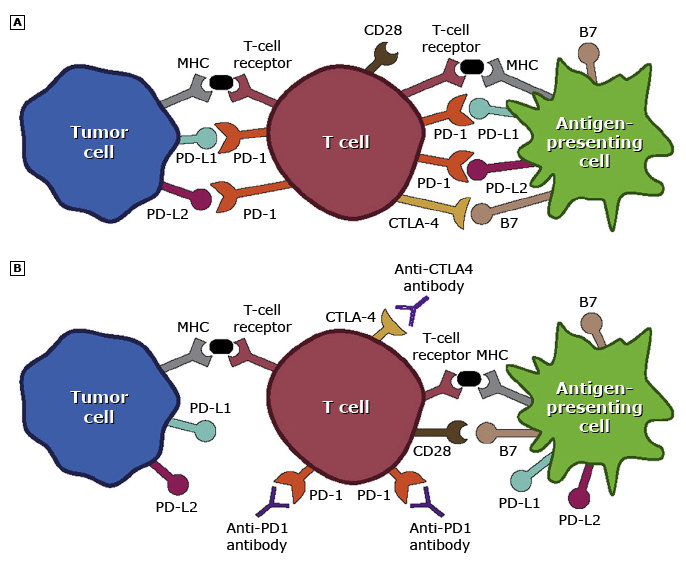 A
CD28
T-cell
receptor
B7
MHC
T-cell
receptor
MHC
Tumor
cell
PD-L1
PD-1
T cell
PD-1
PD-L1
Antigen-
presenting
cell
PD-L2
PD-1
PD-1
PD-L2
CTLA-4
B7
B
Anti-CTLA4
antibody
MHC
T-cell
receptor
CTLA-4
B7
T-cell
receptor
MHC
Tumor
cell
PD-L1
T cell
Antigen-
presenting
cell
CD28
B7
PD-L2
PD-1
PD-1
PD-L1
PD-L2
Anti-PD1
antibody
Anti-PD1
antibody